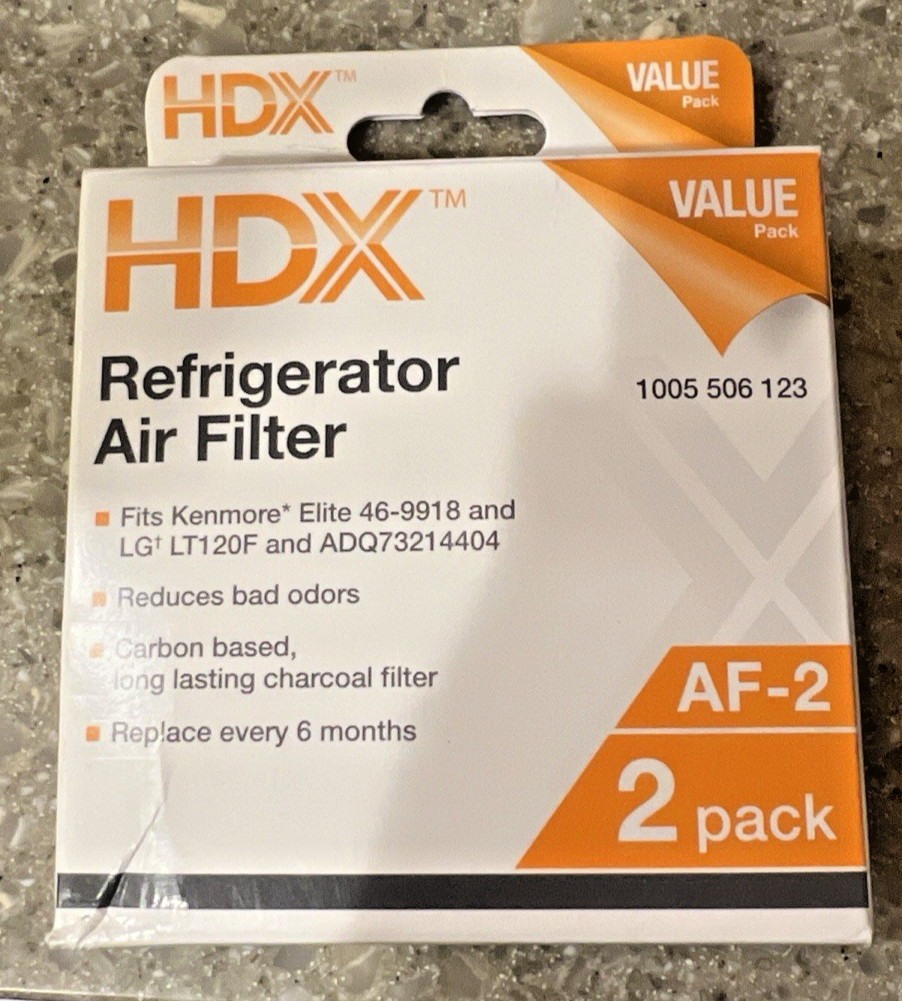 HDX™
VALUE
Pack
HDX™
VALUE
Pack
Refrigerator
Air Filter
1005 506 123
Fits Kenmore* Elite 46-9918 and
LG† LT120F and ADQ73214404
Reduces bad odors
Carbon based,
long lasting charcoal filter
Replace every 6 months
AF-2
2 pack